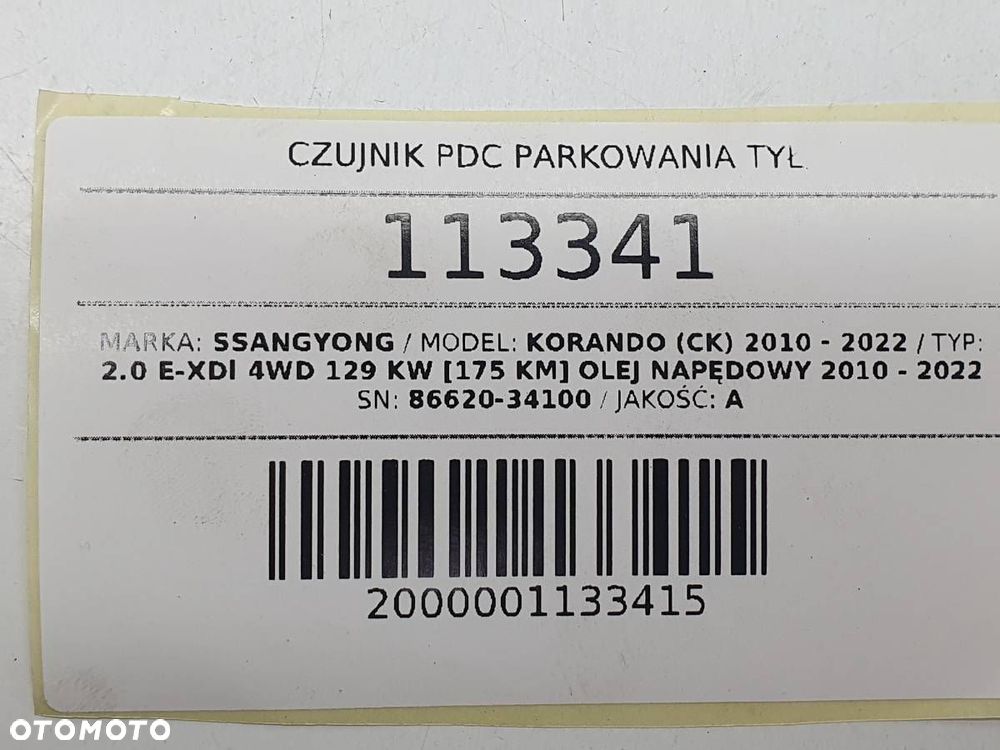 CZUJNIK PDC PARKOWANIA TYŁ
113341
MARKA: SSANGYONG / MODEL: KORANDO (CK) 2010 - 2022 / TYP:
2.0 E-XDI 4WD 129 KW [175 KM] OLEJ NAPĘDOWY 2010 - 2022
SN: 86620-34100 / JAKOŚĆ: A
2000001133415
OTOMOTO